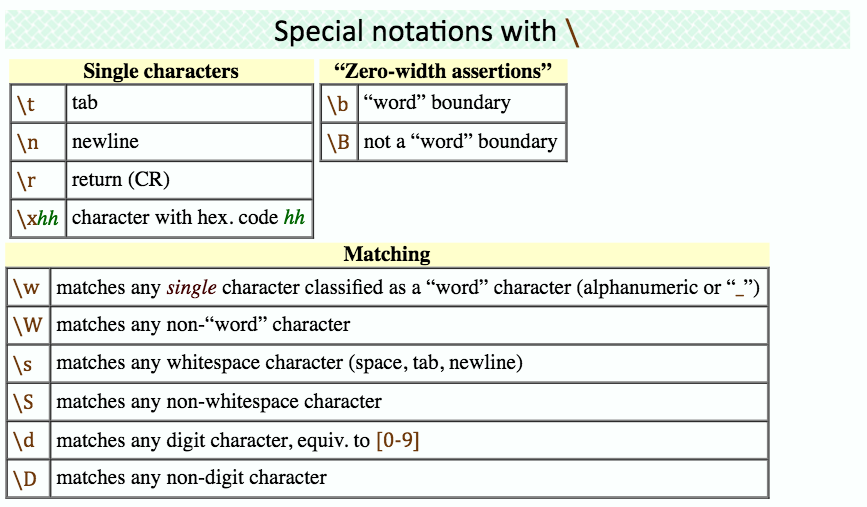 Special notations with \
Single characters
\t tab
\n newline
\r return (CR)
\xhh character with hex. code hh
“Zero-width assertions”
\b “word” boundary
\B not a “word” boundary
Matching
\w matches any single character classified as a “word” character (alphanumeric or “_”)
\W matches any non-“word” character
\s matches any whitespace character (space, tab, newline)
\S matches any non-whitespace character
\d matches any digit character, equiv. to [0-9]
\D matches any non-digit character